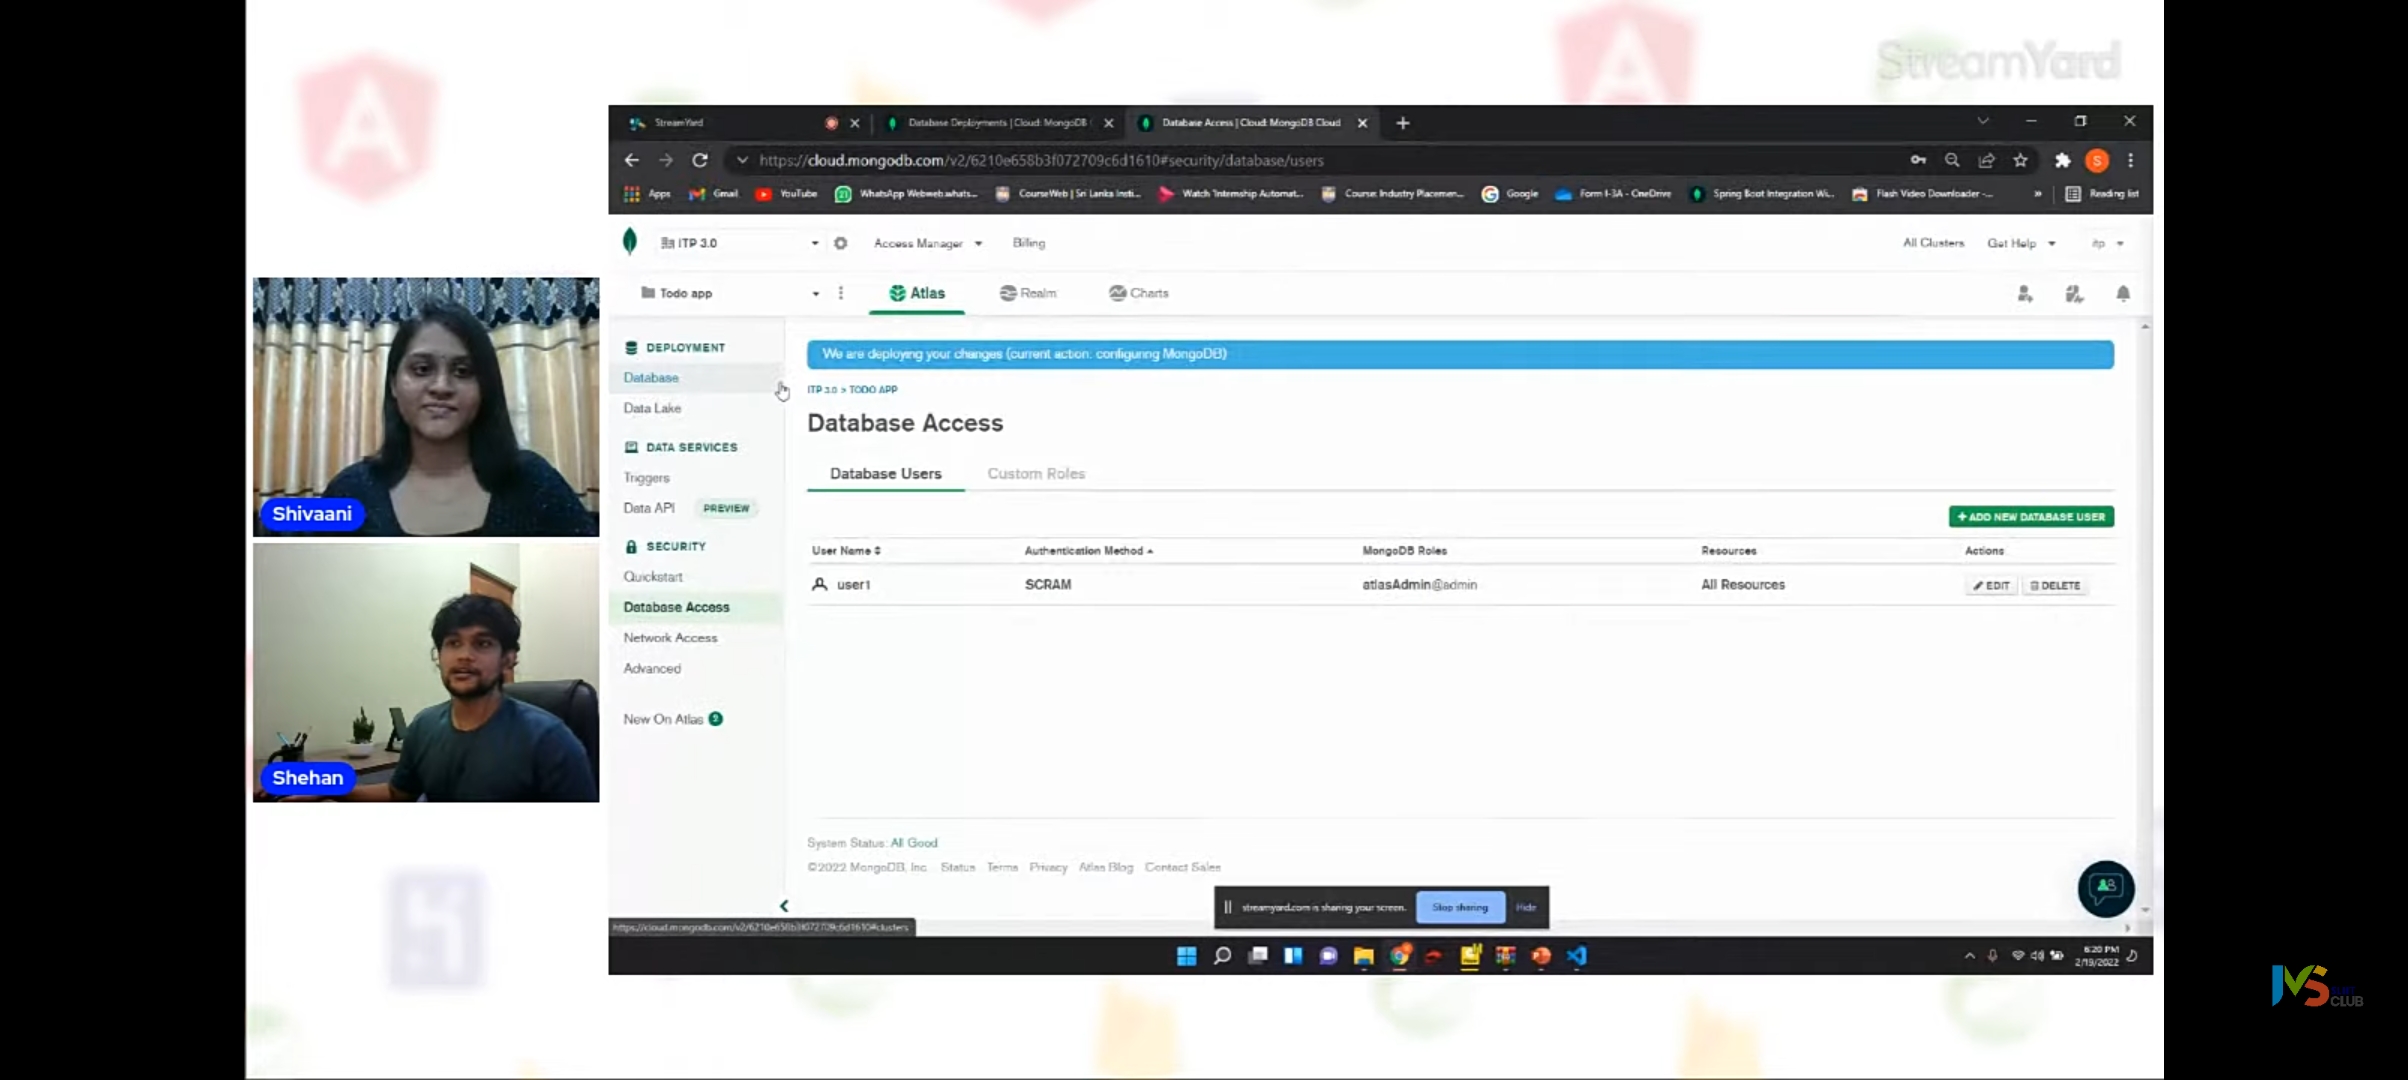 StreamYard
StreamYard
Database Deployments | Cloud: MongoDB
Database Access | Cloud: MongoDB Cloud
https://cloud.mongodb.com/v2/6210e658b3f072709c6d1610#security/database/users
Apps
Gmail
YouTube
WhatsApp Webweb.whats...
CourseWeb | Sri Lanka Insti...
Watch 'Internship Automat...
Course: Industry Placemen...
Google
Form I-3A - OneDrive
Spring Boot Integration Wi...
Flash Video Downloader -...
»
Reading list
ITP 3.0
Access Manager
Billing
All Clusters
Get Help
itp
Todo app
Atlas
Realm
Charts
DEPLOYMENT
Database
Data Lake
DATA SERVICES
Triggers
Data API PREVIEW
SECURITY
Quickstart
Database Access
Network Access
Advanced
New On Atlas 2
We are deploying your changes (current action: configuring MongoDB)
ITP 3.0 > TODO APP
Database Access
Database Users
Custom Roles
+ ADD NEW DATABASE USER
User Name
Authentication Method
MongoDB Roles
Resources
Actions
user1
SCRAM
atlasAdmin@admin
All Resources
EDIT
DELETE
System Status: All Good
©2022 MongoDB, Inc.
Status
Terms
Privacy
Atlas Blog
Contact Sales
streamyard.com is sharing your screen.
Stop sharing
Hide
https://cloud.mongodb.com/v2/6210e658b3f072709c6d1610#clusters
6:20 PM
2/19/2022
Shivaani
Shehan
MS
CLUB